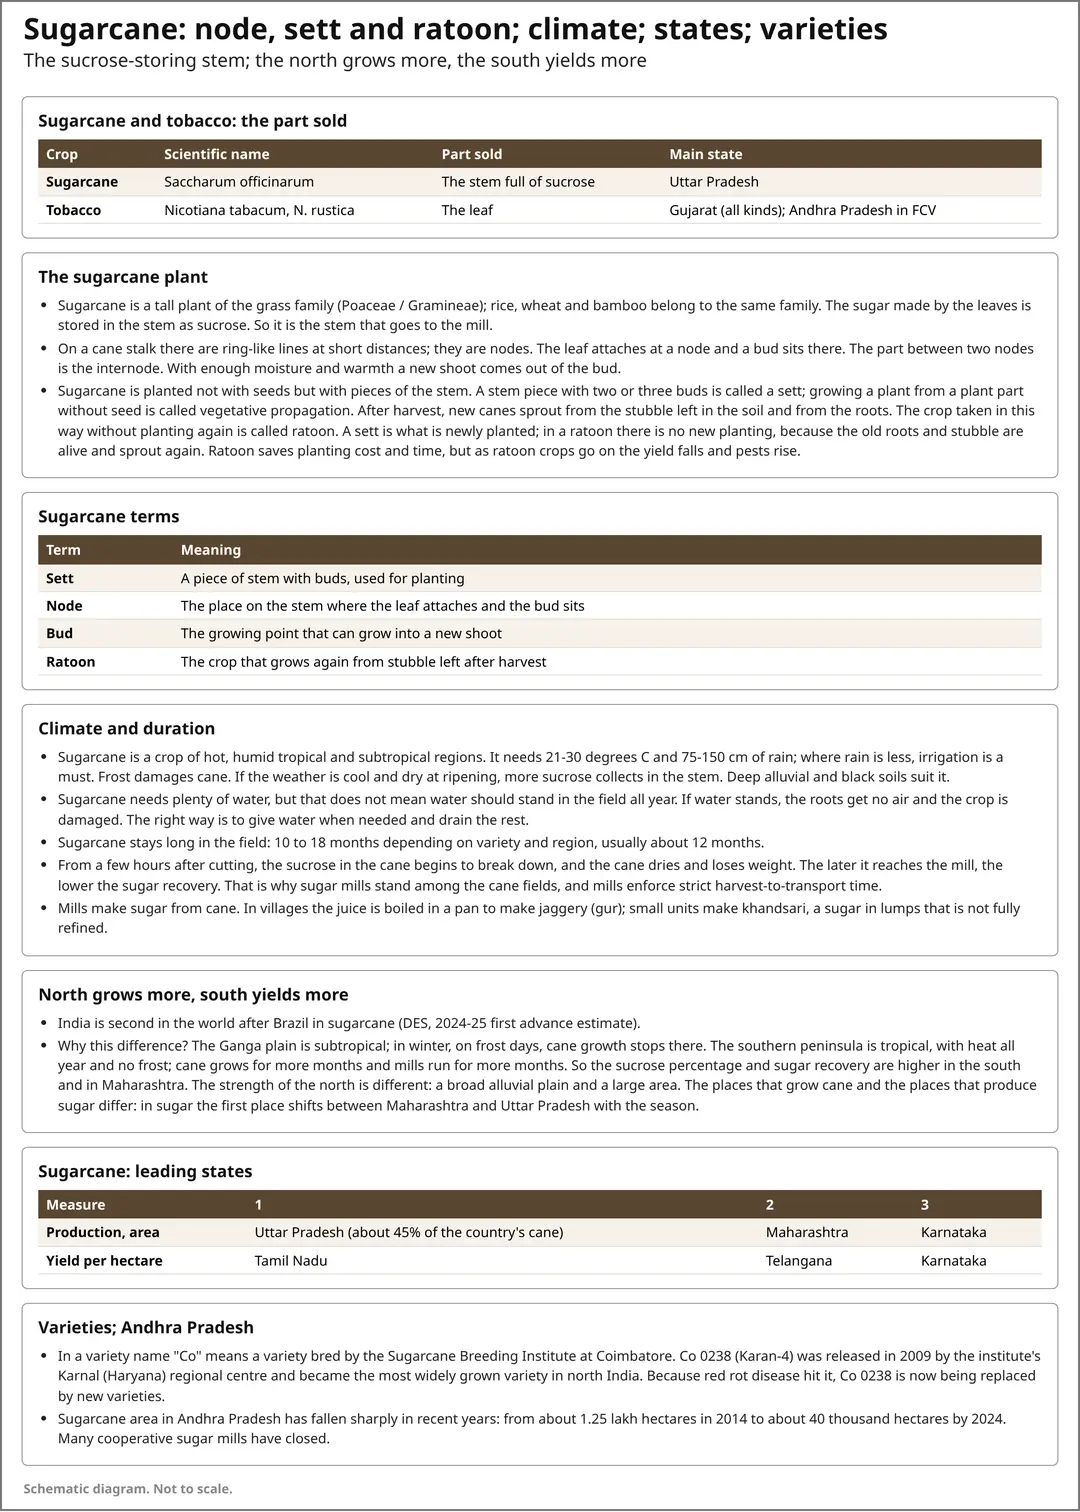 Sugarcane: node, sett and ratoon; climate; states; varieties
The sucrose-storing stem; the north grows more, the south yields more
Sugarcane and tobacco: the part sold
Crop Scientific name Part sold Main state
Sugarcane Saccharum officinarum The stem full of sucrose Uttar Pradesh
Tobacco Nicotiana tabacum, N. rustica The leaf Gujarat (all kinds); Andhra Pradesh in FCV
The sugarcane plant
• Sugarcane is a tall plant of the grass family (Poaceae / Gramineae); rice, wheat and bamboo belong to the same family. The sugar made by the leaves is
stored in the stem as sucrose. So it is the stem that goes to the mill.
• On a cane stalk there are ring-like lines at short distances; they are nodes. The leaf attaches at a node and a bud sits there. The part between two nodes
is the internode. With enough moisture and warmth a new shoot comes out of the bud.
• Sugarcane is planted not with seeds but with pieces of the stem. A stem piece with two or three buds is called a sett; growing a plant from a plant part
without seed is called vegetative propagation. After harvest, new canes sprout from the stubble left in the soil and from the roots. The crop taken in this
way without planting again is called ratoon. A sett is what is newly planted; in a ratoon there is no new planting, because the old roots and stubble are
alive and sprout again. Ratoon saves planting cost and time, but as ratoon crops go on the yield falls and pests rise.
Sugarcane terms
Term Meaning
Sett A piece of stem with buds, used for planting
Node The place on the stem where the leaf attaches and the bud sits
Bud The growing point that can grow into a new shoot
Ratoon The crop that grows again from stubble left after harvest
Climate and duration
• Sugarcane is a crop of hot, humid tropical and subtropical regions. It needs 21-30 degrees C and 75-150 cm of rain; where rain is less, irrigation is a
must. Frost damages cane. If the weather is cool and dry at ripening, more sucrose collects in the stem. Deep alluvial and black soils suit it.
• Sugarcane needs plenty of water, but that does not mean water should stand in the field all year. If water stands, the roots get no air and the crop is
damaged. The right way is to give water when needed and drain the rest.
• Sugarcane stays long in the field: 10 to 18 months depending on variety and region, usually about 12 months.
• From a few hours after cutting, the sucrose in the cane begins to break down, and the cane dries and loses weight. The later it reaches the mill, the
lower the sugar recovery. That is why sugar mills stand among the cane fields, and mills enforce strict harvest-to-transport time.
• Mills make sugar from cane. In villages the juice is boiled in a pan to make jaggery (gur); small units make khandsari, a sugar in lumps that is not fully
refined.
North grows more, south yields more
• India is second in the world after Brazil in sugarcane (DES, 2024-25 first advance estimate).
• Why this difference? The Ganga plain is subtropical; in winter, on frost days, cane growth stops there. The southern peninsula is tropical, with heat all
year and no frost; cane grows for more months and mills run for more months. So the sucrose percentage and sugar recovery are higher in the south
and in Maharashtra. The strength of the north is different: a broad alluvial plain and a large area. The places that grow cane and the places that produce
sugar differ: in sugar the first place shifts between Maharashtra and Uttar Pradesh with the season.
Sugarcane: leading states
Measure 1 2 3
Production, area Uttar Pradesh (about 45% of the country's cane) Maharashtra Karnataka
Yield per hectare Tamil Nadu Telangana Karnataka
Varieties; Andhra Pradesh
• In a variety name "Co" means a variety bred by the Sugarcane Breeding Institute at Coimbatore. Co 0238 (Karan-4) was released in 2009 by the institute's
Karnal (Haryana) regional centre and became the most widely grown variety in north India. Because red rot disease hit it, Co 0238 is now being replaced
by new varieties.
• Sugarcane area in Andhra Pradesh has fallen sharply in recent years: from about 1.25 lakh hectares in 2014 to about 40 thousand hectares by 2024.
Many cooperative sugar mills have closed.
Schematic diagram. Not to scale.